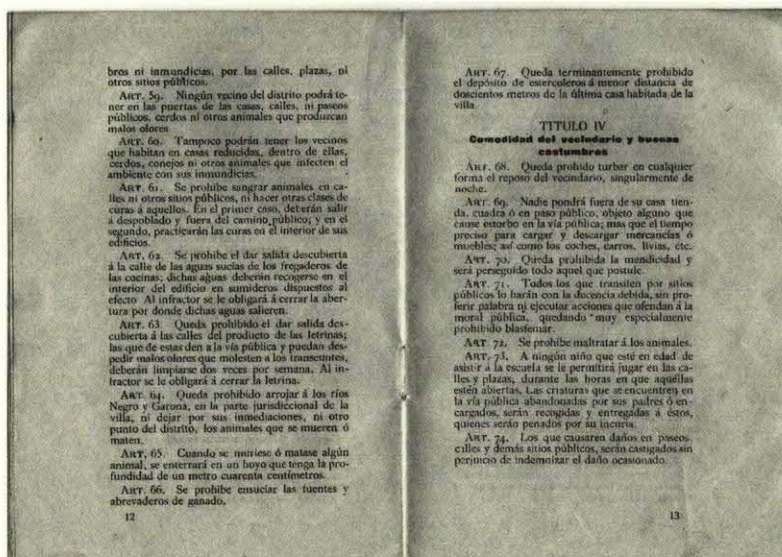 bros ni inmundicias, por las calles, plazas, ni
otros sitios públicos.
ART. 59. Ningún vecino del distrito podrá te-
ner en las puertas de las casas, calles, ni paseos
públicos, cerdos ni otros animales que produzcan
malos olores
ART. 60. Tampoco podrán tener los vecinos
que habitan en casas reducidas, dentro de ellas,
cerdos, conejos ni otros animales que infecten el
ambiente con sus inmundicias.
ART. 61. Se prohibe sangrar animales en ca-
lles ni otros sitios públicos, ni hacer otras clases de
curas á aquellos. En el primer caso, deberán salir
á despoblado y fuera del camino público; y en el
segundo, practicarán las curas en el interior de sus
edificios.
ART. 62. Se prohibe el dar salida descubierta
á la calle de las aguas sucias de los fregaderos de
las cocinas; dichas aguas deberán recogerse en el
interior del edificio en sumideros dispuestos al
efecto Al infractor se le obligará á cerrar la aber-
tura por donde dichas aguas salieren.
ART. 63 Queda prohibido el dar salida des-
cubierta á las calles del producto de las letrinas;
las que de estas den a la vía pública y puedan des-
pedir malos olores que molesten a los transeuntes,
deberán limpiarse dos veces por semana. Al in-
fractor se le obligará á cerrar la letrina.
ART. 64. Queda prohibido arrojar á los ríos
Negro y Garona, en la parte jurisdiccional de la
villa, ni dejar por sus inmediaciones, ni otro
punto del distrito, los animales que se mueren ó
maten.
ART. 65. Cuando se muriese ó matase algún
animal, se enterrará en un hoyo que tenga la pro-
fundidad de un metro cuarenta centímetros.
ART. 66. Se prohibe ensuciar las fuentes y
abrevaderos de ganado.
12
ART. 67. Queda terminantemente prohibido
el depósito de estercoleros á menor distancia de
doscientos metros de la última casa habitada de la
villa
TITULO IV
Comodidad del vecindario y buenas
costumbres
ART. 68. Queda prohido turbar en cualquier
forma el reposo del vecindario, singularmente de
noche.
ART. 69. Nadie pondrá fuera de su casa tien-
da, cuadra ó en paso público, objeto alguno que
cause estorbo en la vía pública; mas que el tiempo
preciso para cargar y descargar mercancías ó
muebles; así como los coches, carros, livias, etc.
ART. 70. Queda prohibida la mendicidad y
será perseguido todo aquel que postule.
ART. 71. Todos los que transiten por sitios
públicos lo harán con la decencia debida, sin pro-
ferir palabra ni ejecutar acciones que ofendan á la
moral pública, quedando muy especialmente
prohibido blasfemar.
ART. 72. Se prohibe maltratar á los animales.
ART. 73. A ningún niño que esté en edad de
asistir á la escuela se le permitirá jugar en las ca-
lles y plazas, durante las horas en que aquéllas
estén abiertas. Las criaturas que se encuentren en
la vía pública abandonadas por sus padres ó en-
cargados, serán recogidas y entregadas á éstos,
quienes serán penados por su incuria.
ART. 74. Los que causaren daños en paseos
calles y demás sitios públicos, serán castigados sin
perjuicio de indemnizar el daño ocasionado.
13